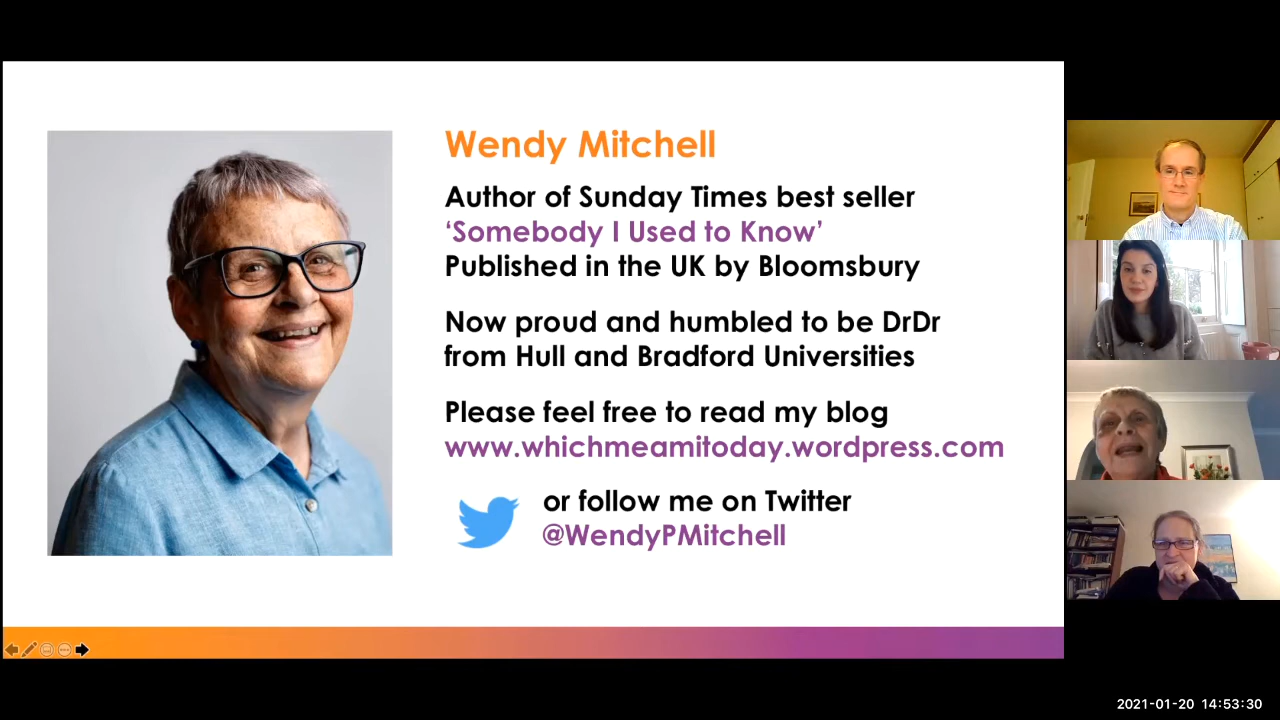 Wendy Mitchell
Author of Sunday Times best seller
‘Somebody I Used to Know’
Published in the UK by Bloomsbury
Now proud and humbled to be DrDr
from Hull and Bradford Universities
Please feel free to read my blog
www.whichmeamitoday.wordpress.com
or follow me on Twitter
@WendyPMitchell
2021-01-20 14:53:30